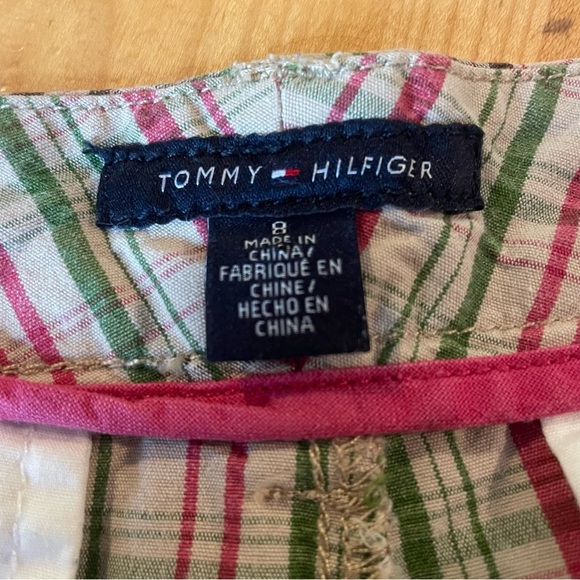 TOMMY HILFIGER
8
MADE IN
CHINA/
FABRIQUÉ EN
CHINE/
HECHO EN
CHINA